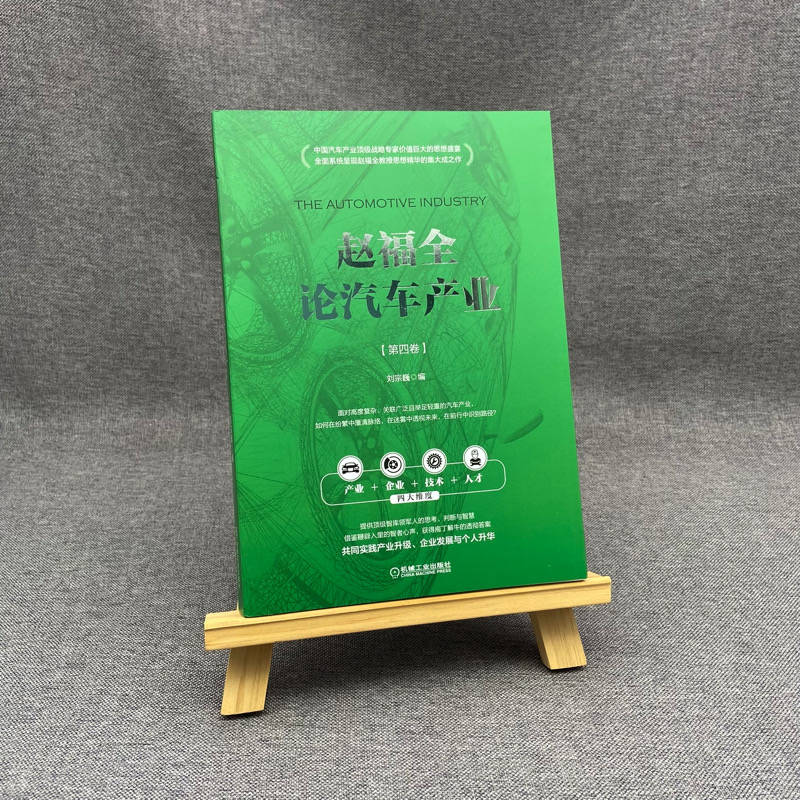 中国汽车产业顶级战略专家价值巨大的思想盛宴
全面系统呈现赵福全教授思想精华的集大成之作
THE AUTOMOTIVE INDUSTRY
赵福全
论汽车产业
【第四卷】
刘宗巍◎编
面对高度复杂、关联广泛且举足轻重的汽车产业，
如何在纷繁中厘清脉络，在迷雾中透视未来，在前行中识别路径？
产业 + 企业 + 技术 + 人才
四大维度
提供顶级智库领军人的思考、判断与智慧
借鉴鞭辟入里的智者心声，获得庖丁解牛的透彻答案
共同实践产业升级、企业发展与个人升华
机械工业出版社
CHINA MACHINE PRESS